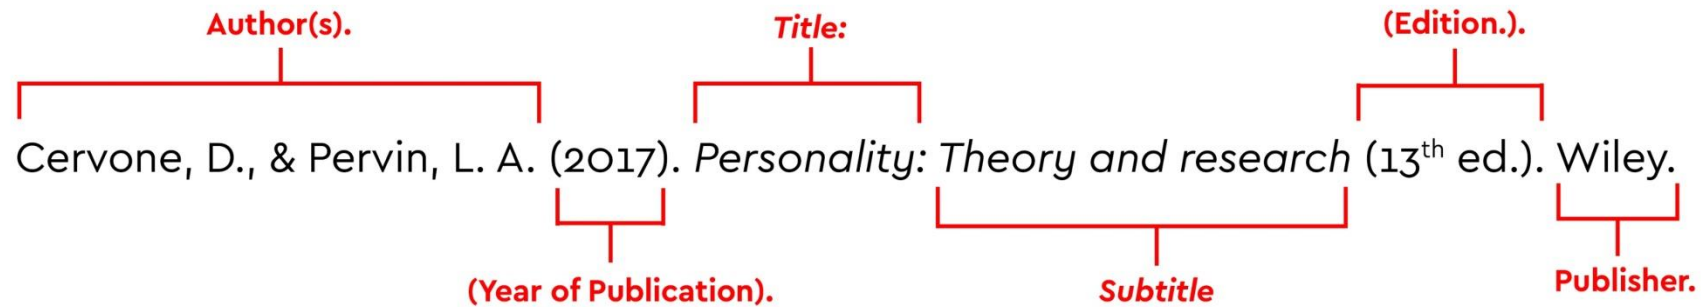 Author(s). Title: (Edition.).
Cervone, D., & Pervin, L. A. (2017). Personality: Theory and research (13th ed.). Wiley.
(Year of Publication). Subtitle Publisher.